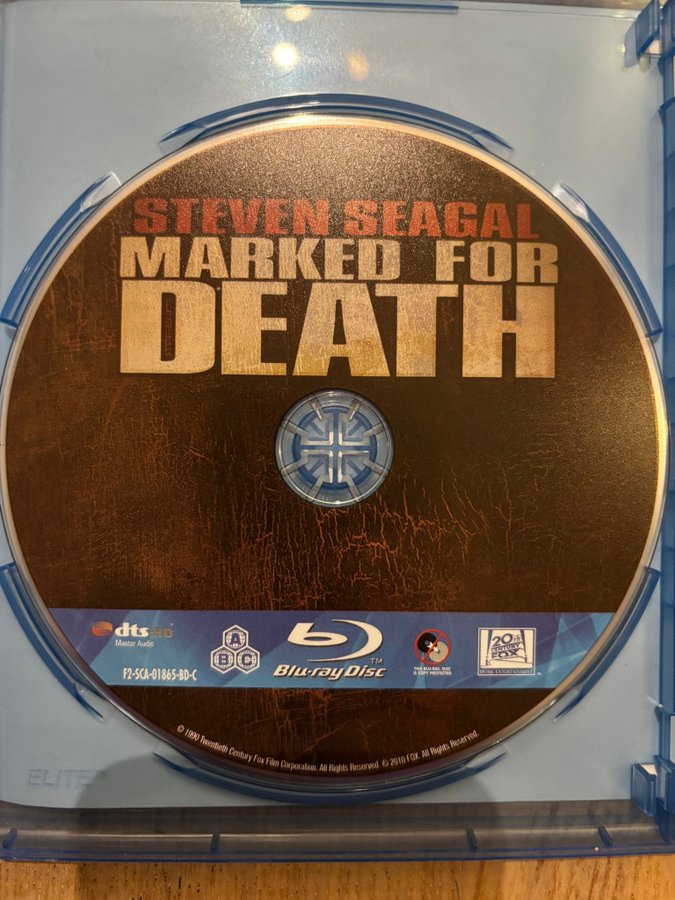 STEVEN SEAGAL
MARKED FOR
DEATH
dts HD
Master Audio
A
B C
Blu-ray Disc
TM
THIS BLU-RAY DISC
IS COPY PROTECTED
20th
CENTURY
FOX
HOME ENTERTAINMENT
F2-SCA-01865-BD-C
© 1990 Twentieth Century Fox Film Corporation. All Rights Reserved. © 2010 FOX. All Rights Reserved.
ELITE